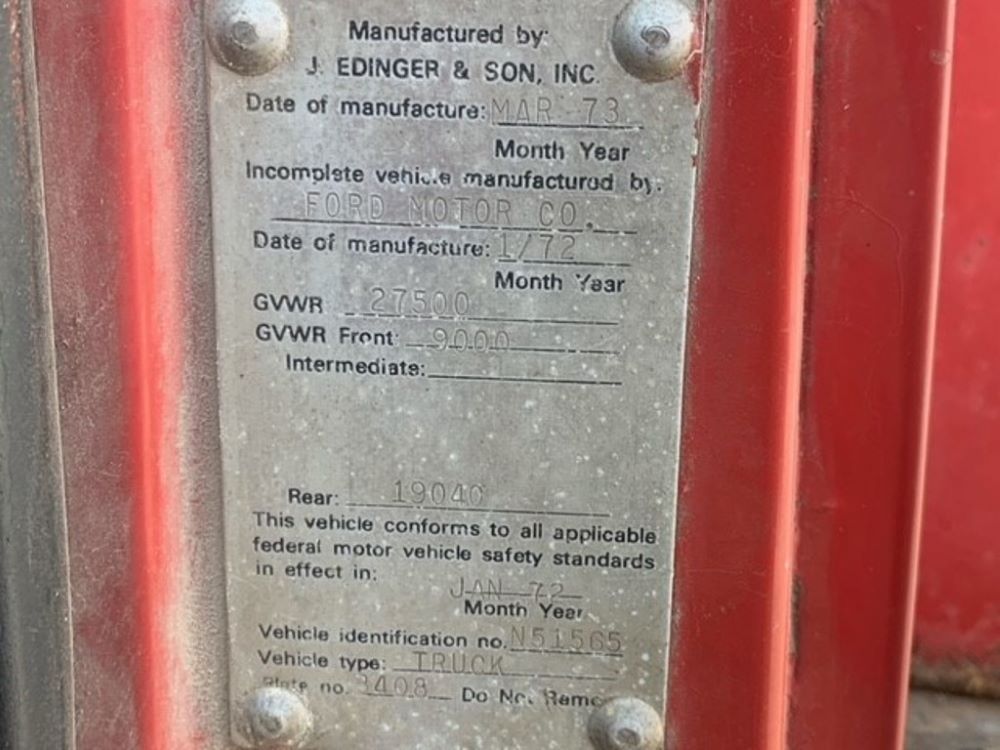 Manufactured by:
J. EDINGER & SON, INC.
Date of manufacture: MAR 73
Month Year
Incomplete vehicle manufactured by:
FORD MOTOR CO.
Date of manufacture: 1/72
Month Year
GVWR 27500
GVWR Front: 9000
Intermediate:
Rear: 19040
This vehicle conforms to all applicable
federal motor vehicle safety standards
in effect in:
JAN 72
Month Year
Vehicle identification no. N51565
Vehicle type: TRUCK
Plate no. Do Not